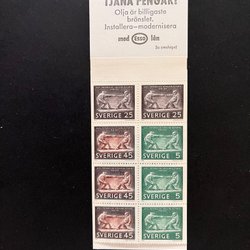 TJÄNA PENGAR!
Olja är billigaste
bränslet.
Installera-modernisera
med Esso lån
SVERIGE 25 SVERIGE 25
SVERIGE 45 SVERIGE 5
SVERIGE 45 SVERIGE 5
SVERIGE 45 SVERIGE 5